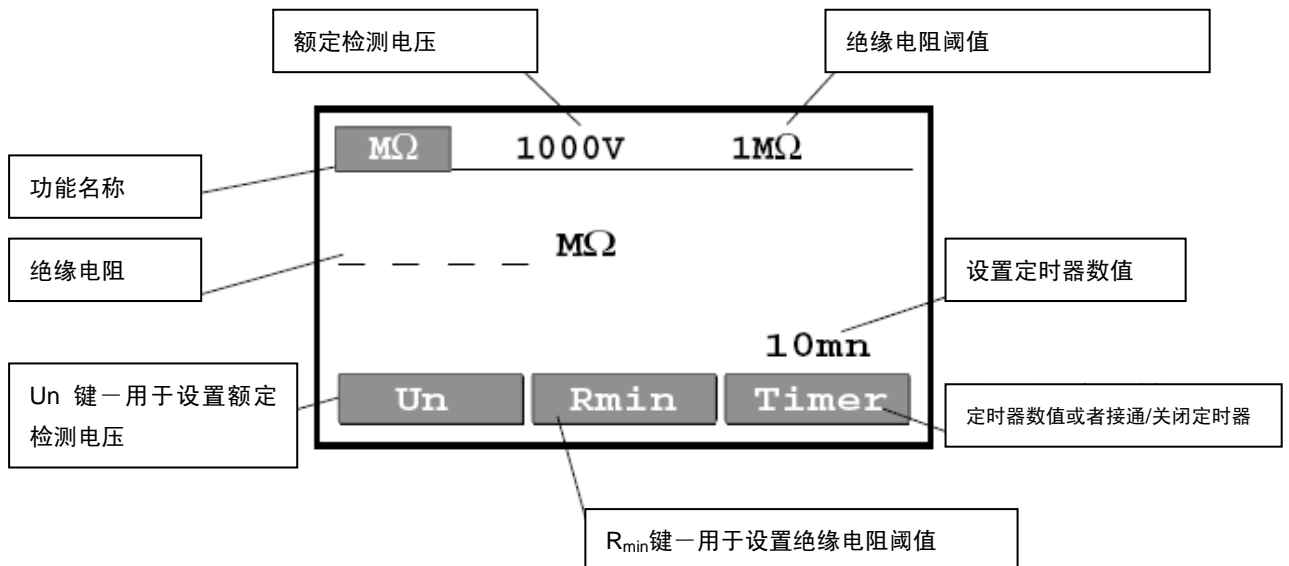 额定检测电压
绝缘电阻阈值
MΩ 1000V 1MΩ
功能名称
MΩ
绝缘电阻
设置定时器数值
10mn
Un 键－用于设置额定
检测电压
Un Rmin Timer
定时器数值或者接通/关闭定时器
Rmin键－用于设置绝缘电阻阈值